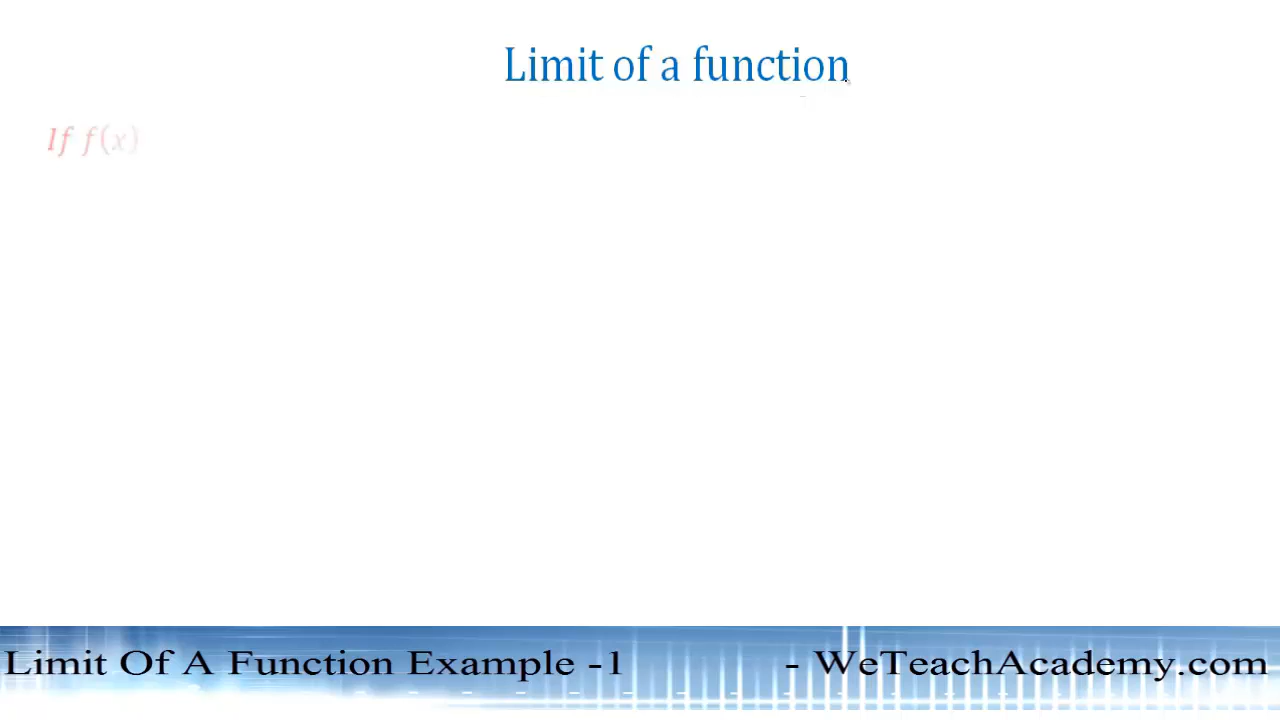 Limit of a function
If f(x)
Limit Of A Function Example -1 - WeTeachAcademy.com